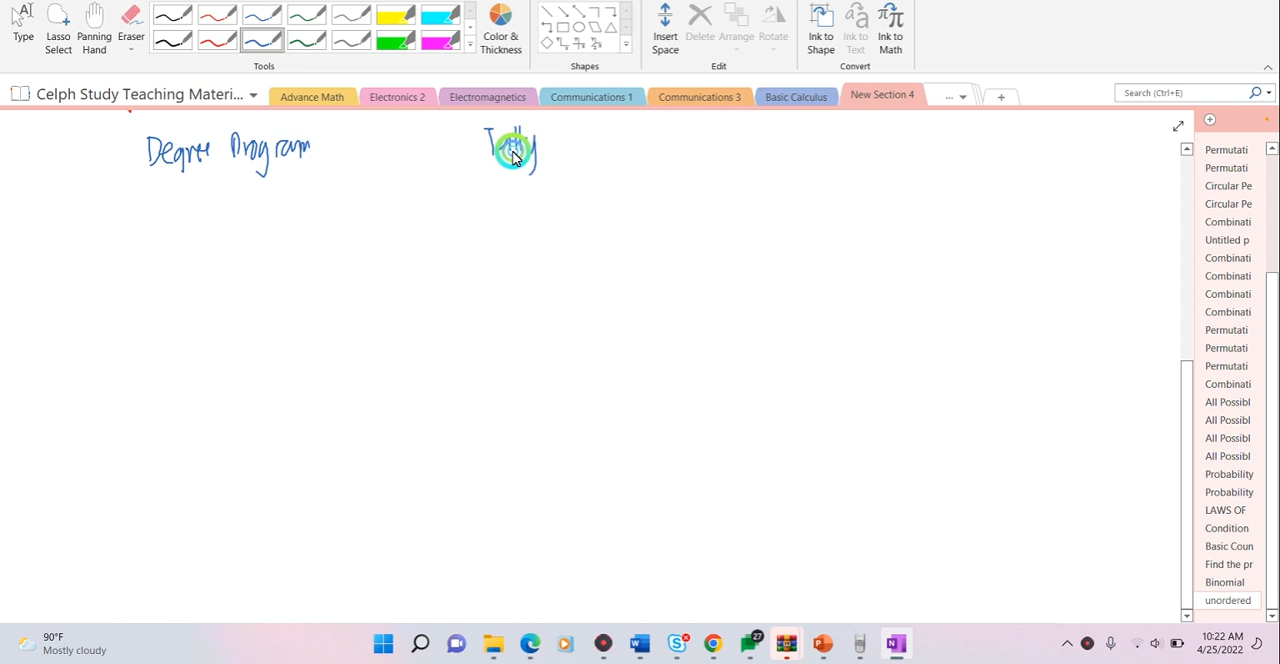 Type
Lasso Select
Panning Hand
Eraser
Color & Thickness
Insert Space
Delete
Arrange
Rotate
Ink to Shape
Ink to Text
Ink to Math
Tools
Shapes
Edit
Convert
Celph Study Teaching Materi...
Advance Math
Electronics 2
Electromagnetics
Communications 1
Communications 3
Basic Calculus
New Section 4
...
Search (Ctrl+E)
Degree Program
Tally
Permutati
Permutati
Circular Pe
Circular Pe
Combinati
Untitled p
Combinati
Combinati
Combinati
Combinati
Permutati
Permutati
Permutati
Combinati
All Possibl
All Possibl
All Possibl
All Possibl
Probability
Probability
LAWS OF
Condition
Basic Coun
Find the pr
Binomial
unordered
90°F
Mostly cloudy
27
10:22 AM
4/25/2022